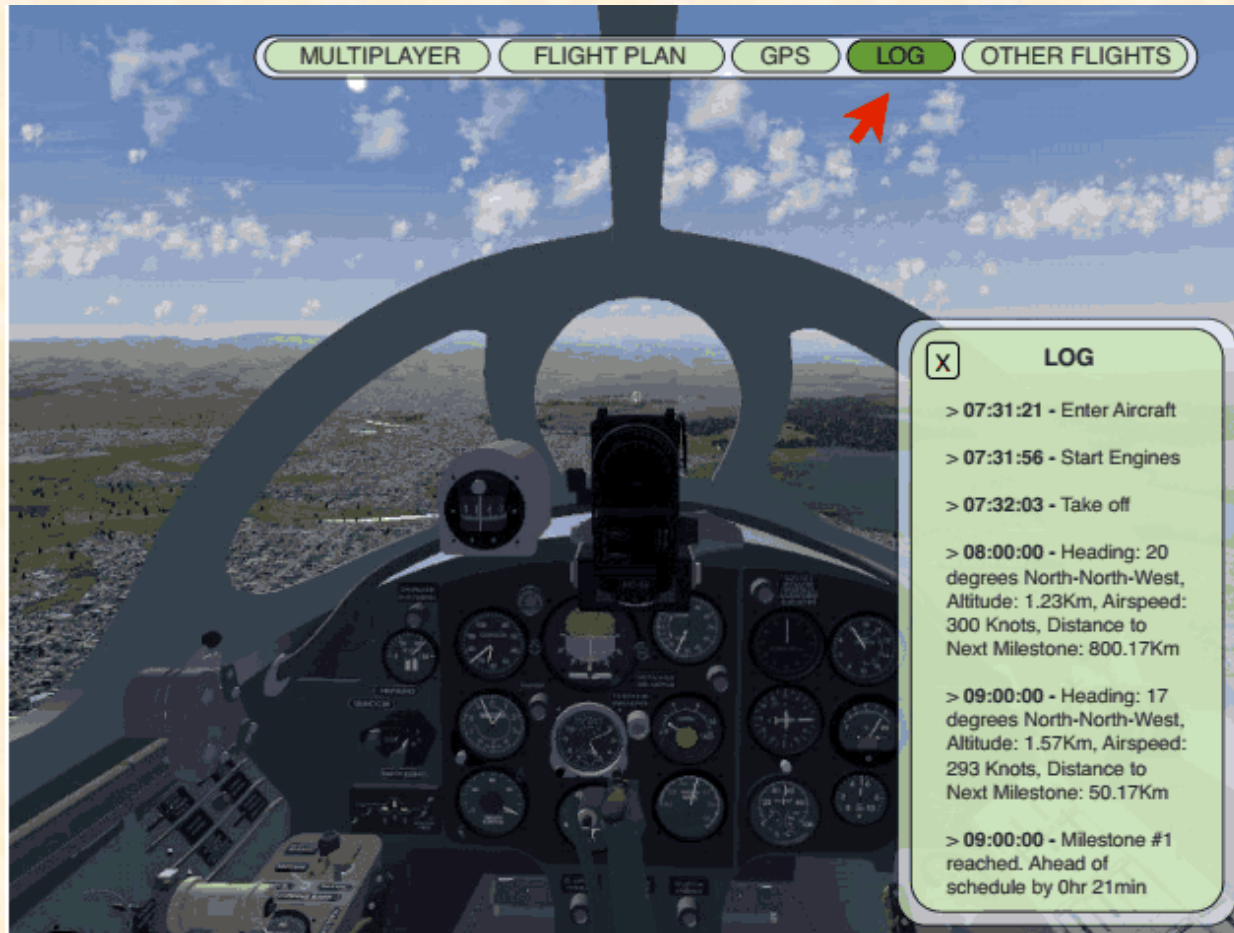 MULTIPLAYER FLIGHT PLAN GPS LOG OTHER FLIGHTS
X LOG
> 07:31:21 - Enter Aircraft
> 07:31:56 - Start Engines
> 07:32:03 - Take off
> 08:00:00 - Heading: 20
degrees North-North-West,
Altitude: 1.23Km, Airspeed:
300 Knots, Distance to
Next Milestone: 800.17Km
> 09:00:00 - Heading: 17
degrees North-North-West,
Altitude: 1.57Km, Airspeed:
293 Knots, Distance to
Next Milestone: 50.17Km
> 09:00:00 - Milestone #1
reached. Ahead of
schedule by 0hr 21min